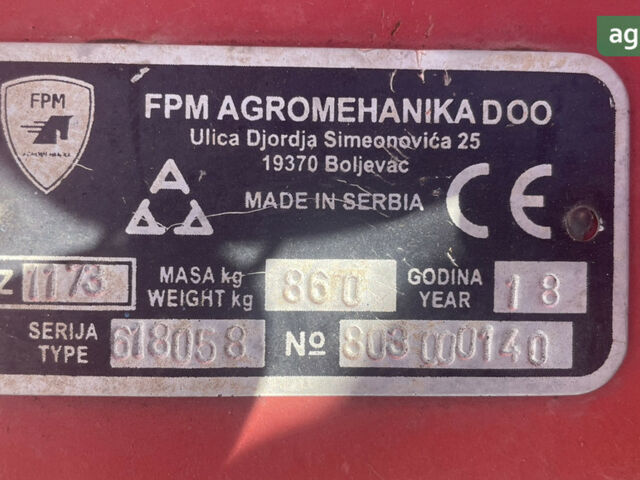 ag
FPM
FPM AGROMEHANIKA DOO
Ulica Djordja Simeonovića 25
19370 Boljevac
MADE IN SERBIA CE
Z 1173 MASA kg WEIGHT kg 860 GODINA YEAR 18
SERIJA TYPE 618058 № 808000140